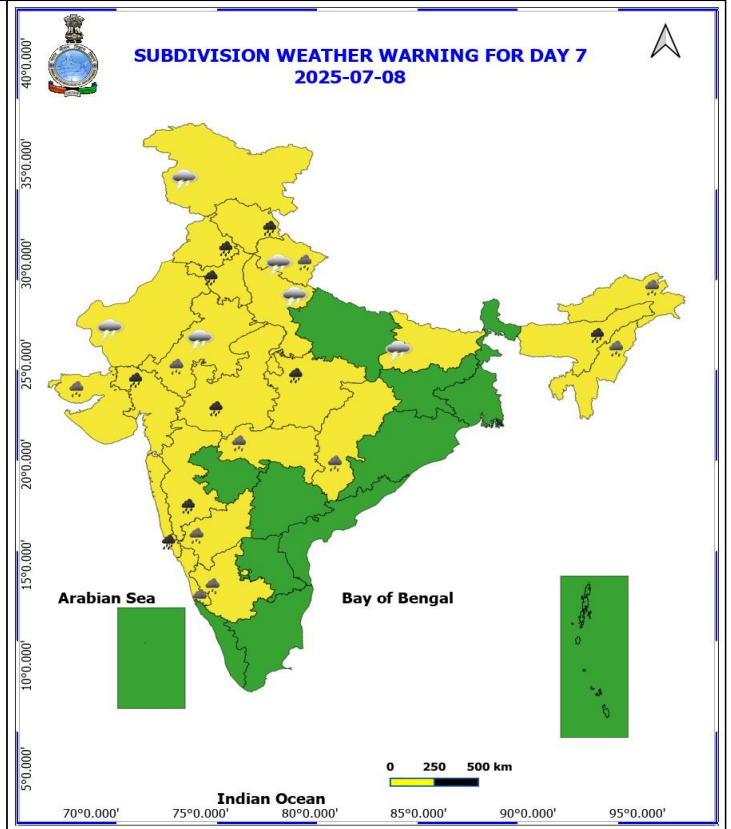 SUBDIVISION WEATHER WARNING FOR DAY 7
2025-07-08
40°0.000'
35°0.000'
30°0.000'
25°0.000'
20°0.000'
15°0.000'
10°0.000'
5°0.000'
Arabian Sea
Bay of Bengal
0 250 500 km
Indian Ocean
70°0.000' 75°0.000' 80°0.000' 85°0.000' 90°0.000' 95°0.000'